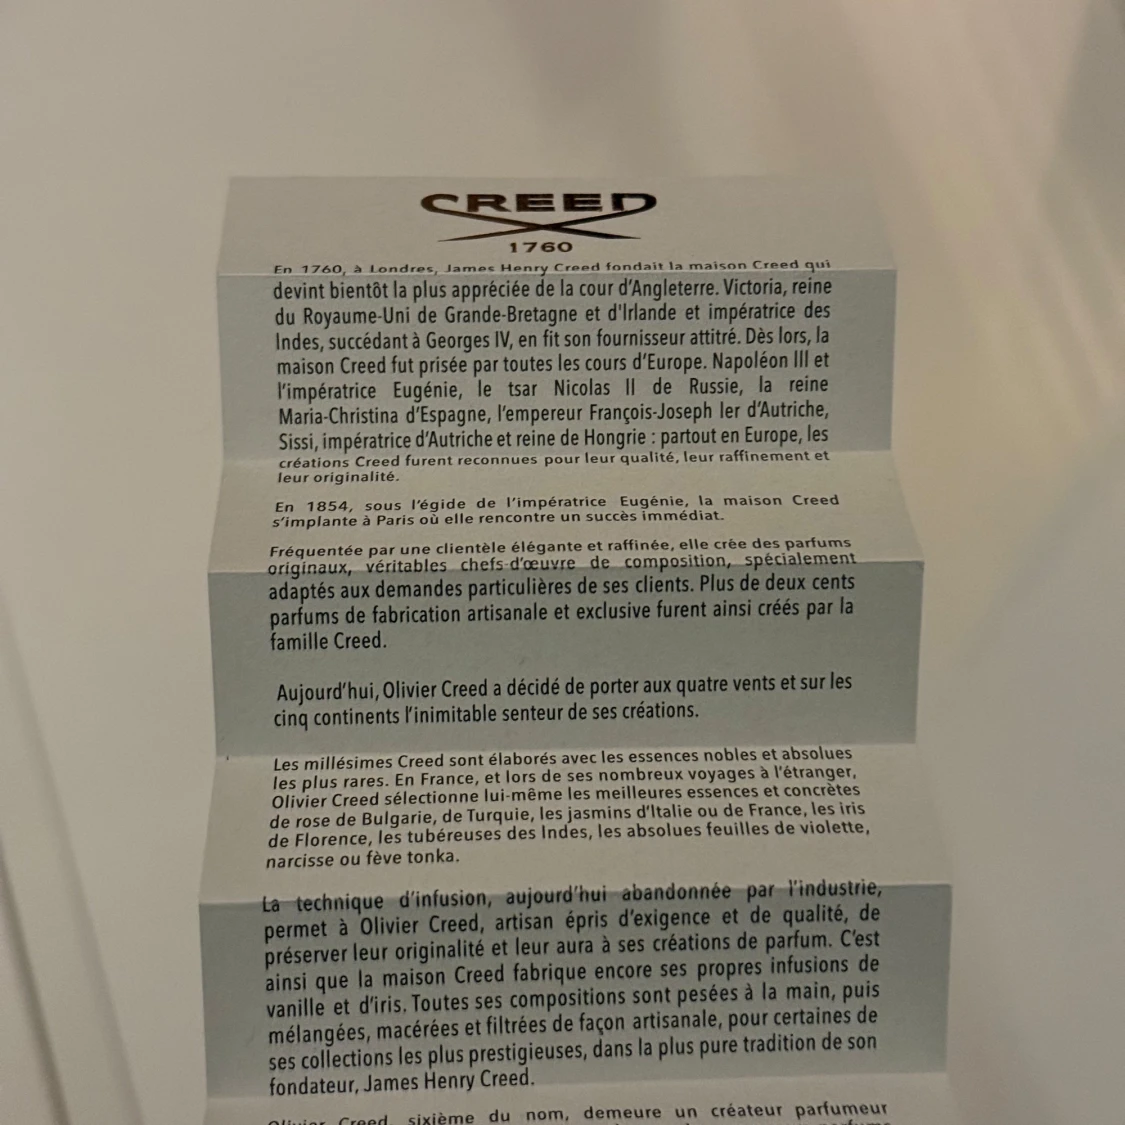 CREED
1760
En 1760, à Londres, James Henry Creed fondait la maison Creed qui
devint bientôt la plus appréciée de la cour d'Angleterre. Victoria, reine
du Royaume-Uni de Grande-Bretagne et d'Irlande et impératrice des
Indes, succédant à Georges IV, en fit son fournisseur attitré. Dès lors, la
maison Creed fut prisée par toutes les cours d'Europe. Napoléon III et
l'impératrice Eugénie, le tsar Nicolas II de Russie, la reine
Maria-Christina d'Espagne, l'empereur François-Joseph Ier d'Autriche,
Sissi, impératrice d'Autriche et reine de Hongrie : partout en Europe, les
créations Creed furent reconnues pour leur qualité, leur raffinement et
leur originalité.
En 1854, sous l'égide de l'impératrice Eugénie, la maison Creed
s'implante à Paris où elle rencontre un succès immédiat.
Fréquentée par une clientèle élégante et raffinée, elle crée des parfums
originaux, véritables chefs-d'œuvre de composition, spécialement
adaptés aux demandes particulières de ses clients. Plus de deux cents
parfums de fabrication artisanale et exclusive furent ainsi créés par la
famille Creed.
Aujourd'hui, Olivier Creed a décidé de porter aux quatre vents et sur les
cinq continents l'inimitable senteur de ses créations.
Les millésimes Creed sont élaborés avec les essences nobles et absolues
les plus rares. En France, et lors de ses nombreux voyages à l'étranger,
Olivier Creed sélectionne lui-même les meilleures essences et concrètes
de rose de Bulgarie, de Turquie, les jasmins d'Italie ou de France, les iris
de Florence, les tubéreuses des Indes, les absolues feuilles de violette,
narcisse ou fève tonka.
La technique d'infusion, aujourd'hui abandonnée par l'industrie,
permet à Olivier Creed, artisan épris d'exigence et de qualité, de
préserver leur originalité et leur aura à ses créations de parfum. C'est
ainsi que la maison Creed fabrique encore ses propres infusions de
vanille et d'iris. Toutes ses compositions sont pesées à la main, puis
mélangées, macérées et filtrées de façon artisanale, pour certaines de
ses collections les plus prestigieuses, dans la plus pure tradition de son
fondateur, James Henry Creed.
Olivier Creed, sixième du nom, demeure un créateur parfumeur